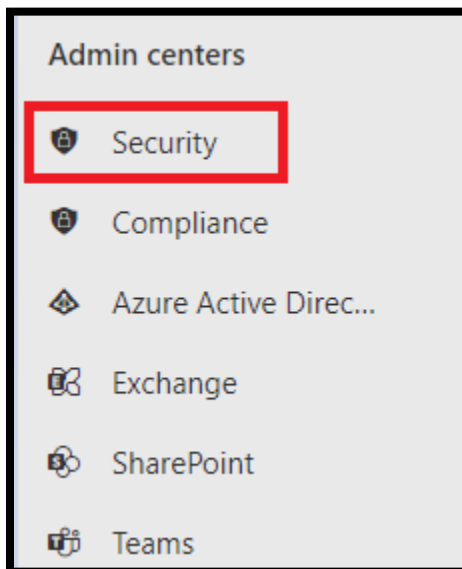 Admin centers
Security
Compliance
Azure Active Direc...
Exchange
SharePoint
Teams